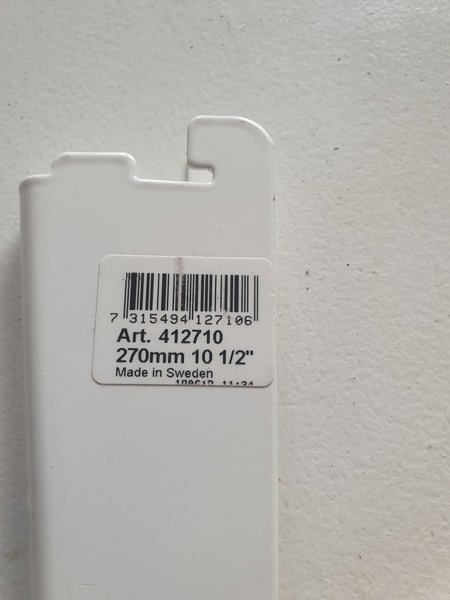 7 315494 127106
Art. 412710
270mm 10 1/2"
Made in Sweden